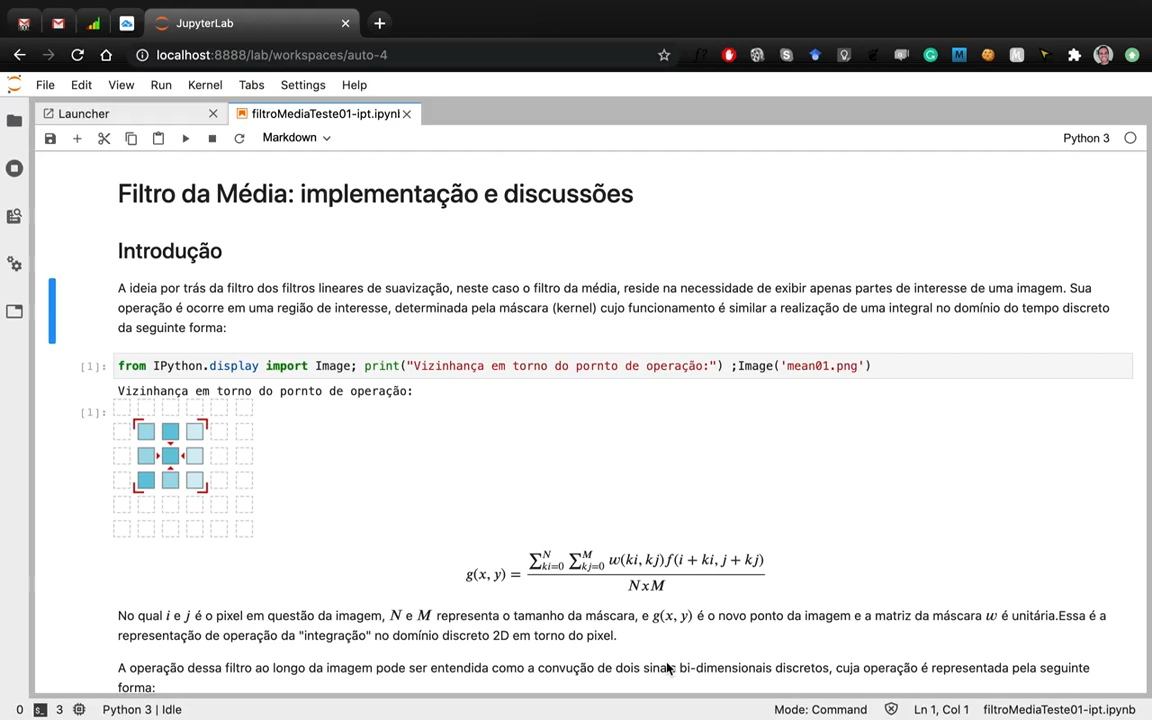 JupyterLab
localhost:8888/lab/workspaces/auto-4
File Edit View Run Kernel Tabs Settings Help
Launcher filtroMediaTeste01-ipt.ipynl
Markdown Python 3
Filtro da Média: implementação e discussões
Introdução
A ideia por trás da filtro dos filtros lineares de suavização, neste caso o filtro da média, reside na necessidade de exibir apenas partes de interesse de uma imagem. Sua
operação é ocorre em uma região de interesse, determinada pela máscara (kernel) cujo funcionamento é similar a realização de uma integral no domínio do tempo discreto
da seguinte forma:
[1]: from IPython.display import Image; print("Vizinhança em torno do pornto de operação:") ;Image('mean01.png')
Vizinhança em torno do pornto de operação:
[1]:
g(x, y) = ∑_{ki=0}^{N} ∑_{kj=0}^{M} w(ki, kj)f(i + ki, j + kj) / NxM
No qual i e j é o pixel em questão da imagem, N e M representa o tamanho da máscara, e g(x, y) é o novo ponto da imagem e a matriz da máscara w é unitária.Essa é a
representação de operação da "integração" no domínio discreto 2D em torno do pixel.
A operação dessa filtro ao longo da imagem pode ser entendida como a convução de dois sinais bi-dimensionais discretos, cuja operação é representada pela seguinte
forma:
0 3 Python 3 | Idle Mode: Command Ln 1, Col 1 filtroMediaTeste01-ipt.ipynb